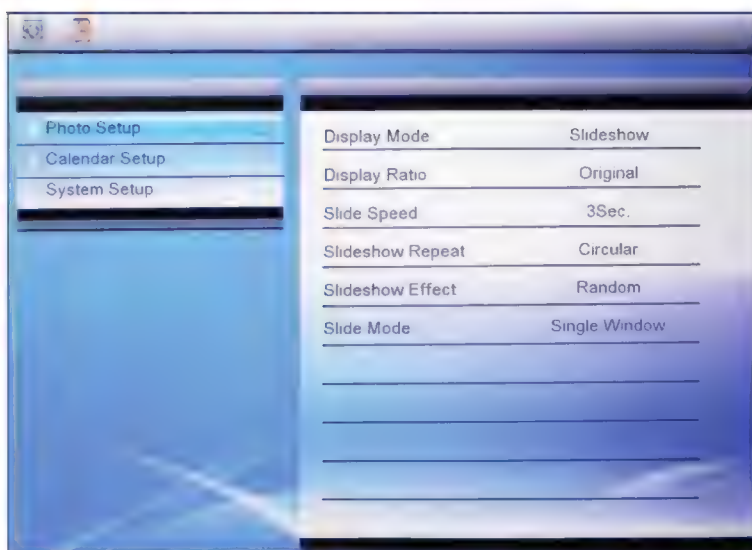 Photo Setup
Calendar Setup
System Setup
Display Mode Slideshow
Display Ratio Original
Slide Speed 3Sec.
Slideshow Repeat Circular
Slideshow Effect Random
Slide Mode Single Window